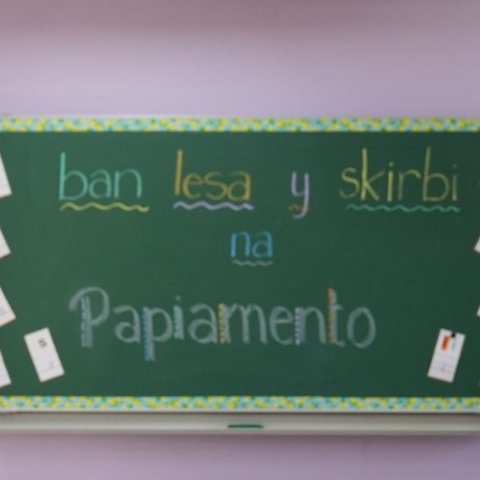 ban lesa y skirbi
na
Papiamento